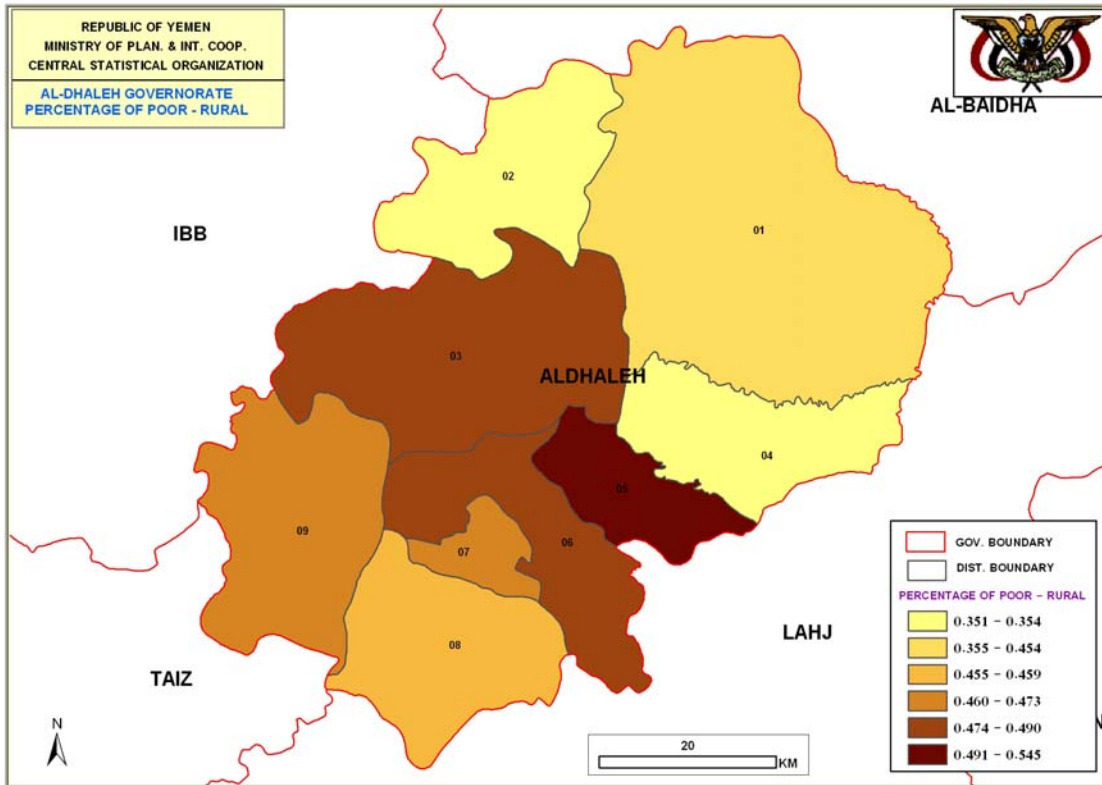 REPUBLIC OF YEMEN
MINISTRY OF PLAN. & INT. COOP.
CENTRAL STATISTICAL ORGANIZATION
AL-DHALEH GOVERNORATE
PERCENTAGE OF POOR - RURAL
AL-BAIDHA
02
IBB
01
03
ALDHALEH
04
05
09
07
06
08
LAHJ
TAIZ
N
20
KM
GOV. BOUNDARY
DIST. BOUNDARY
PERCENTAGE OF POOR – RURAL
0.351 – 0.354
0.355 – 0.454
0.455 – 0.459
0.460 – 0.473
0.474 – 0.490
0.491 – 0.545